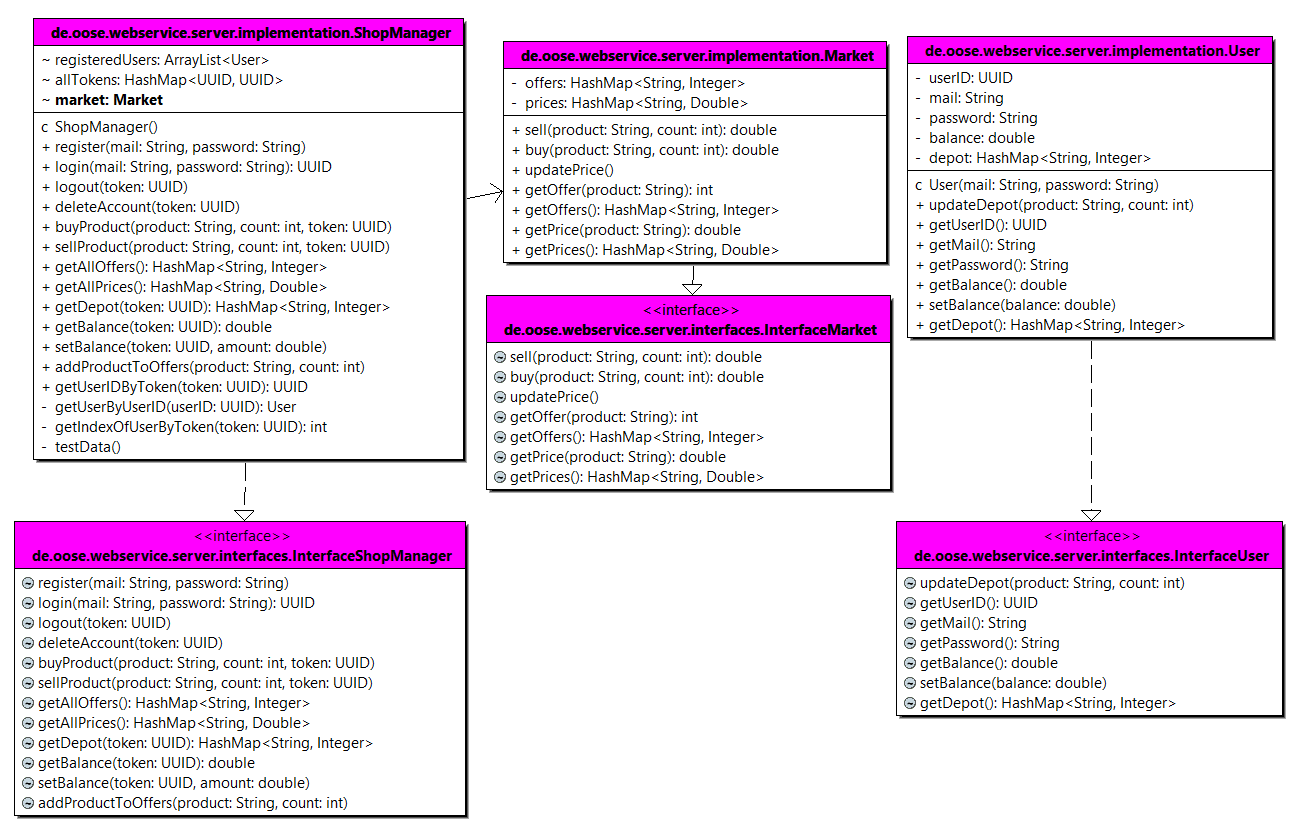 de.oose.webservice.server.implementation.ShopManager
~ registeredUsers: ArrayList<User>
~ allTokens: HashMap<UUID, UUID>
~ market: Market
c ShopManager()
+ register(mail: String, password: String)
+ login(mail: String, password: String): UUID
+ logout(token: UUID)
+ deleteAccount(token: UUID)
+ buyProduct(product: String, count: int, token: UUID)
+ sellProduct(product: String, count: int, token: UUID)
+ getAllOffers(): HashMap<String, Integer>
+ getAllPrices(): HashMap<String, Double>
+ getDepot(token: UUID): HashMap<String, Integer>
+ getBalance(token: UUID): double
+ setBalance(token: UUID, amount: double)
+ addProductToOffers(product: String, count: int)
+ getUserIDByToken(token: UUID): UUID
- getUserByUserID(userID: UUID): User
- getIndexOfUserByToken(token: UUID): int
- testData()
de.oose.webservice.server.implementation.Market
- offers: HashMap<String, Integer>
- prices: HashMap<String, Double>
+ sell(product: String, count: int): double
+ buy(product: String, count: int): double
+ updatePrice()
+ getOffer(product: String): int
+ getOffers(): HashMap<String, Integer>
+ getPrice(product: String): double
+ getPrices(): HashMap<String, Double>
de.oose.webservice.server.implementation.User
- userID: UUID
- mail: String
- password: String
- balance: double
- depot: HashMap<String, Integer>
c User(mail: String, password: String)
+ updateDepot(product: String, count: int)
+ getUserID(): UUID
+ getMail(): String
+ getPassword(): String
+ getBalance(): double
+ setBalance(balance: double)
+ getDepot(): HashMap<String, Integer>
<<interface>>
de.oose.webservice.server.interfaces.InterfaceMarket
~ sell(product: String, count: int): double
~ buy(product: String, count: int): double
~ updatePrice()
~ getOffer(product: String): int
~ getOffers(): HashMap<String, Integer>
~ getPrice(product: String): double
~ getPrices(): HashMap<String, Double>
<<interface>>
de.oose.webservice.server.interfaces.InterfaceShopManager
~ register(mail: String, password: String)
~ login(mail: String, password: String): UUID
~ logout(token: UUID)
~ deleteAccount(token: UUID)
~ buyProduct(product: String, count: int, token: UUID)
~ sellProduct(product: String, count: int, token: UUID)
~ getAllOffers(): HashMap<String, Integer>
~ getAllPrices(): HashMap<String, Double>
~ getDepot(token: UUID): HashMap<String, Integer>
~ getBalance(token: UUID): double
~ setBalance(token: UUID, amount: double)
~ addProductToOffers(product: String, count: int)
<<interface>>
de.oose.webservice.server.interfaces.InterfaceUser
~ updateDepot(product: String, count: int)
~ getUserID(): UUID
~ getMail(): String
~ getPassword(): String
~ getBalance(): double
~ setBalance(balance: double)
~ getDepot(): HashMap<String, Integer>